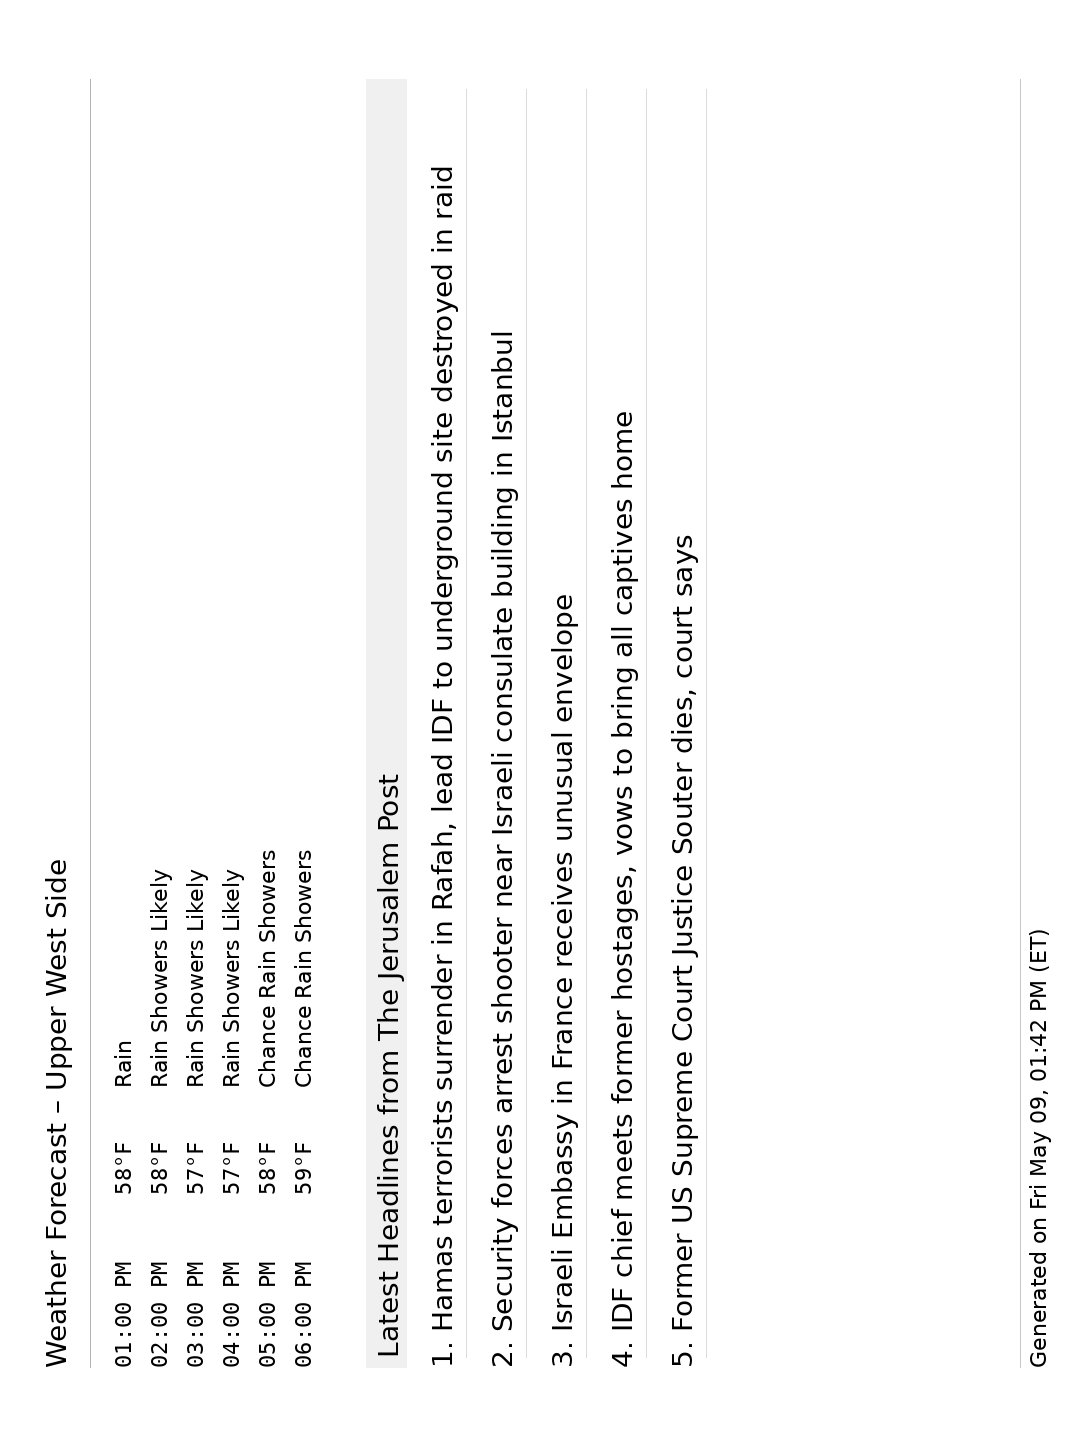 Weather Forecast – Upper West Side
01:00 PM 58°F Rain
02:00 PM 58°F Rain Showers Likely
03:00 PM 57°F Rain Showers Likely
04:00 PM 57°F Rain Showers Likely
05:00 PM 58°F Chance Rain Showers
06:00 PM 59°F Chance Rain Showers
Latest Headlines from The Jerusalem Post
1. Hamas terrorists surrender in Rafah, lead IDF to underground site destroyed in raid
2. Security forces arrest shooter near Israeli consulate building in Istanbul
3. Israeli Embassy in France receives unusual envelope
4. IDF chief meets former hostages, vows to bring all captives home
5. Former US Supreme Court Justice Souter dies, court says
Generated on Fri May 09, 01:42 PM (ET)